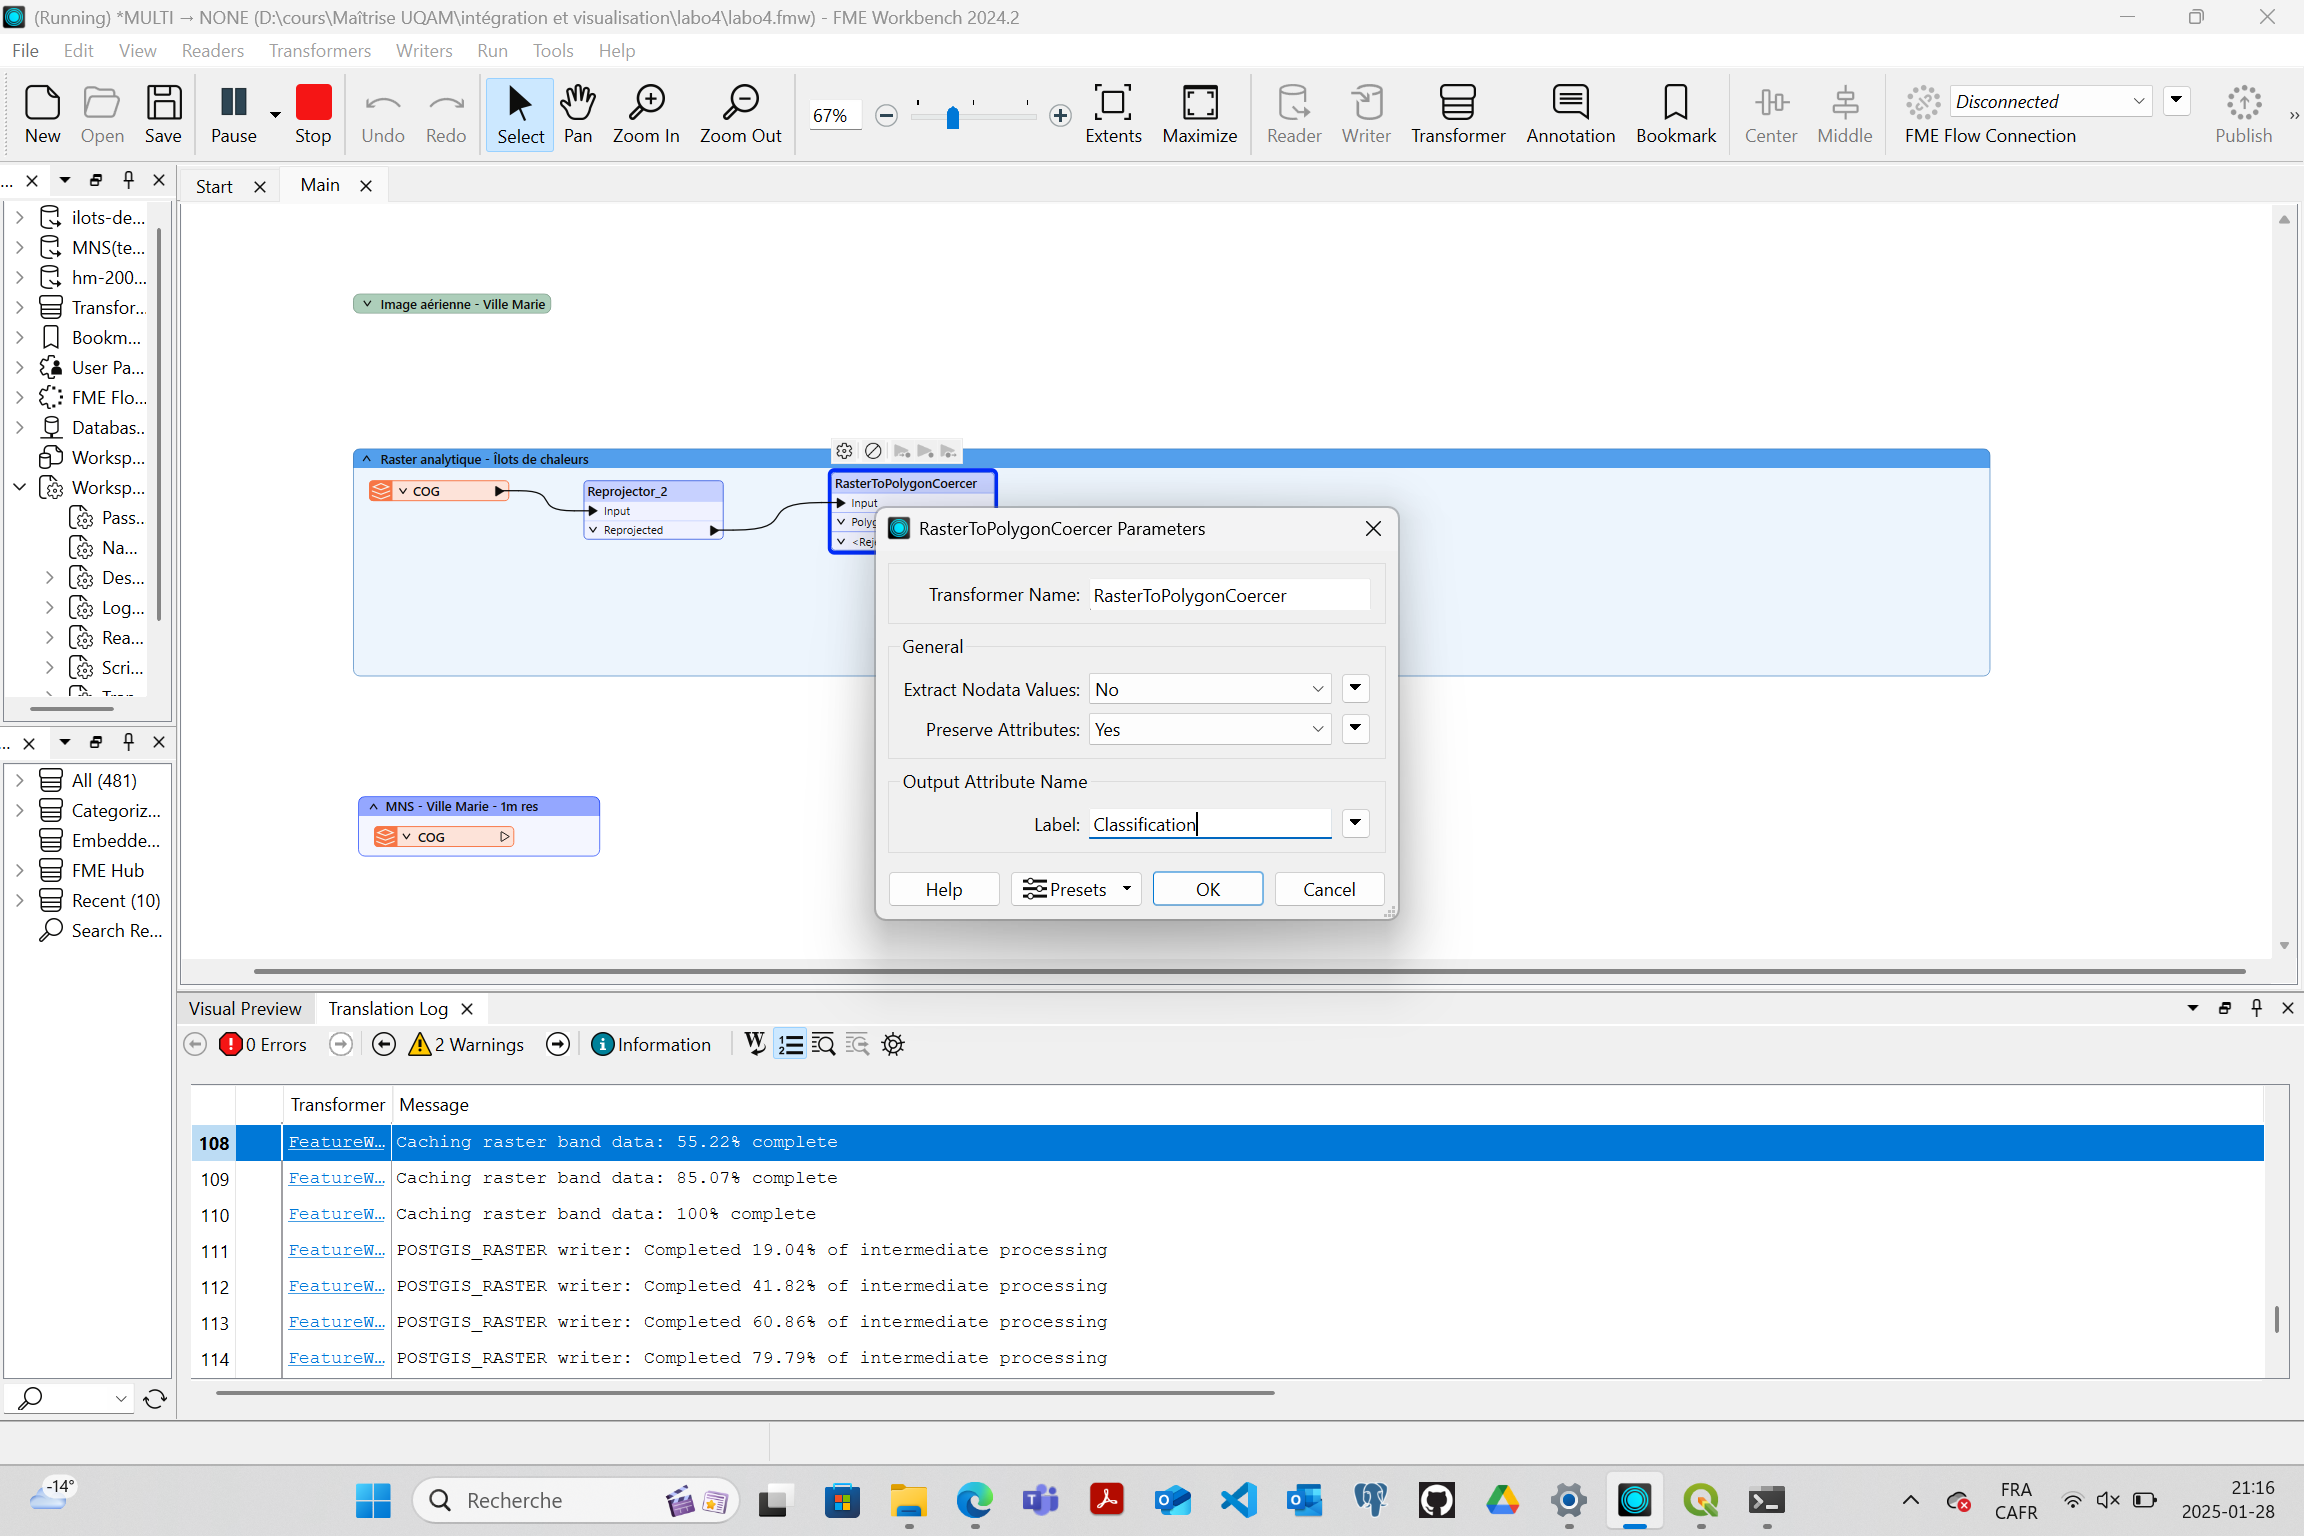 (Running) *MULTI → NONE (D:\cours\Maîtrise UQAM\intégration et visualisation\labo4\labo4.fmw) - FME Workbench 2024.2
File Edit View Readers Transformers Writers Run Tools Help
New Open Save Pause Stop Undo Redo Select Pan Zoom In Zoom Out 67% Extents Maximize Reader Writer Transformer Annotation Bookmark Center Middle Disconnected FME Flow Connection Publish »
...
Start Main
ilots-de...
MNS(te...
hm-200...
Transfor...
Bookm...
User Pa...
FME Flo...
Databas...
Worksp...
Worksp...
Pass...
Na...
Des...
Log...
Rea...
Scri...
Image aérienne - Ville Marie
Raster analytique - Îlots de chaleurs
COG
Reprojector_2
Input
Reprojected
RasterToPolygonCoercer
Input
Polyg
<Reje
MNS - Ville Marie - 1m res
COG
RasterToPolygonCoercer Parameters
Transformer Name: RasterToPolygonCoercer
General
Extract Nodata Values: No
Preserve Attributes: Yes
Output Attribute Name
Label: Classification
Help Presets OK Cancel
...
All (481)
Categoriz...
Embedde...
FME Hub
Recent (10)
Search Re...
Visual Preview Translation Log
0 Errors 2 Warnings Information
Transformer Message
108 FeatureW... Caching raster band data: 55.22% complete
109 FeatureW... Caching raster band data: 85.07% complete
110 FeatureW... Caching raster band data: 100% complete
111 FeatureW... POSTGIS_RASTER writer: Completed 19.04% of intermediate processing
112 FeatureW... POSTGIS_RASTER writer: Completed 41.82% of intermediate processing
113 FeatureW... POSTGIS_RASTER writer: Completed 60.86% of intermediate processing
114 FeatureW... POSTGIS_RASTER writer: Completed 79.79% of intermediate processing
-14°
Recherche
FRA
CAFR
21:16
2025-01-28